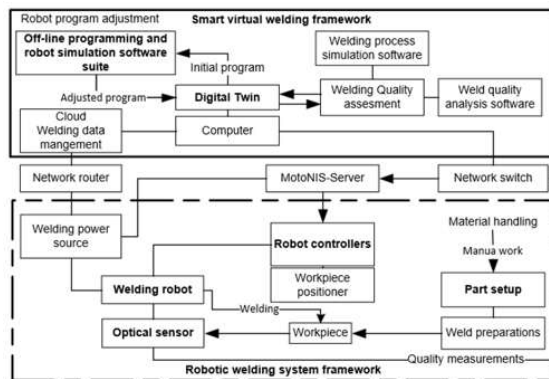 Robot program adjustment
Smart virtual welding framework
Off-line programming and
robot simulation software
suite
Welding process
simulation software
Initial program
Adjusted program
Digital Twin
Welding Quality
assesment
Weld quality
analysis software
Cloud
Welding data
mangement
Computer
Network router
MotoNIS-Server
Network switch
Welding power
source
Material handling
Robot controllers
Manua work
Workpiece
positioner
Welding robot
Part setup
Welding
Optical sensor
Workpiece
Weld preparations
Quality measurements
Robotic welding system framework